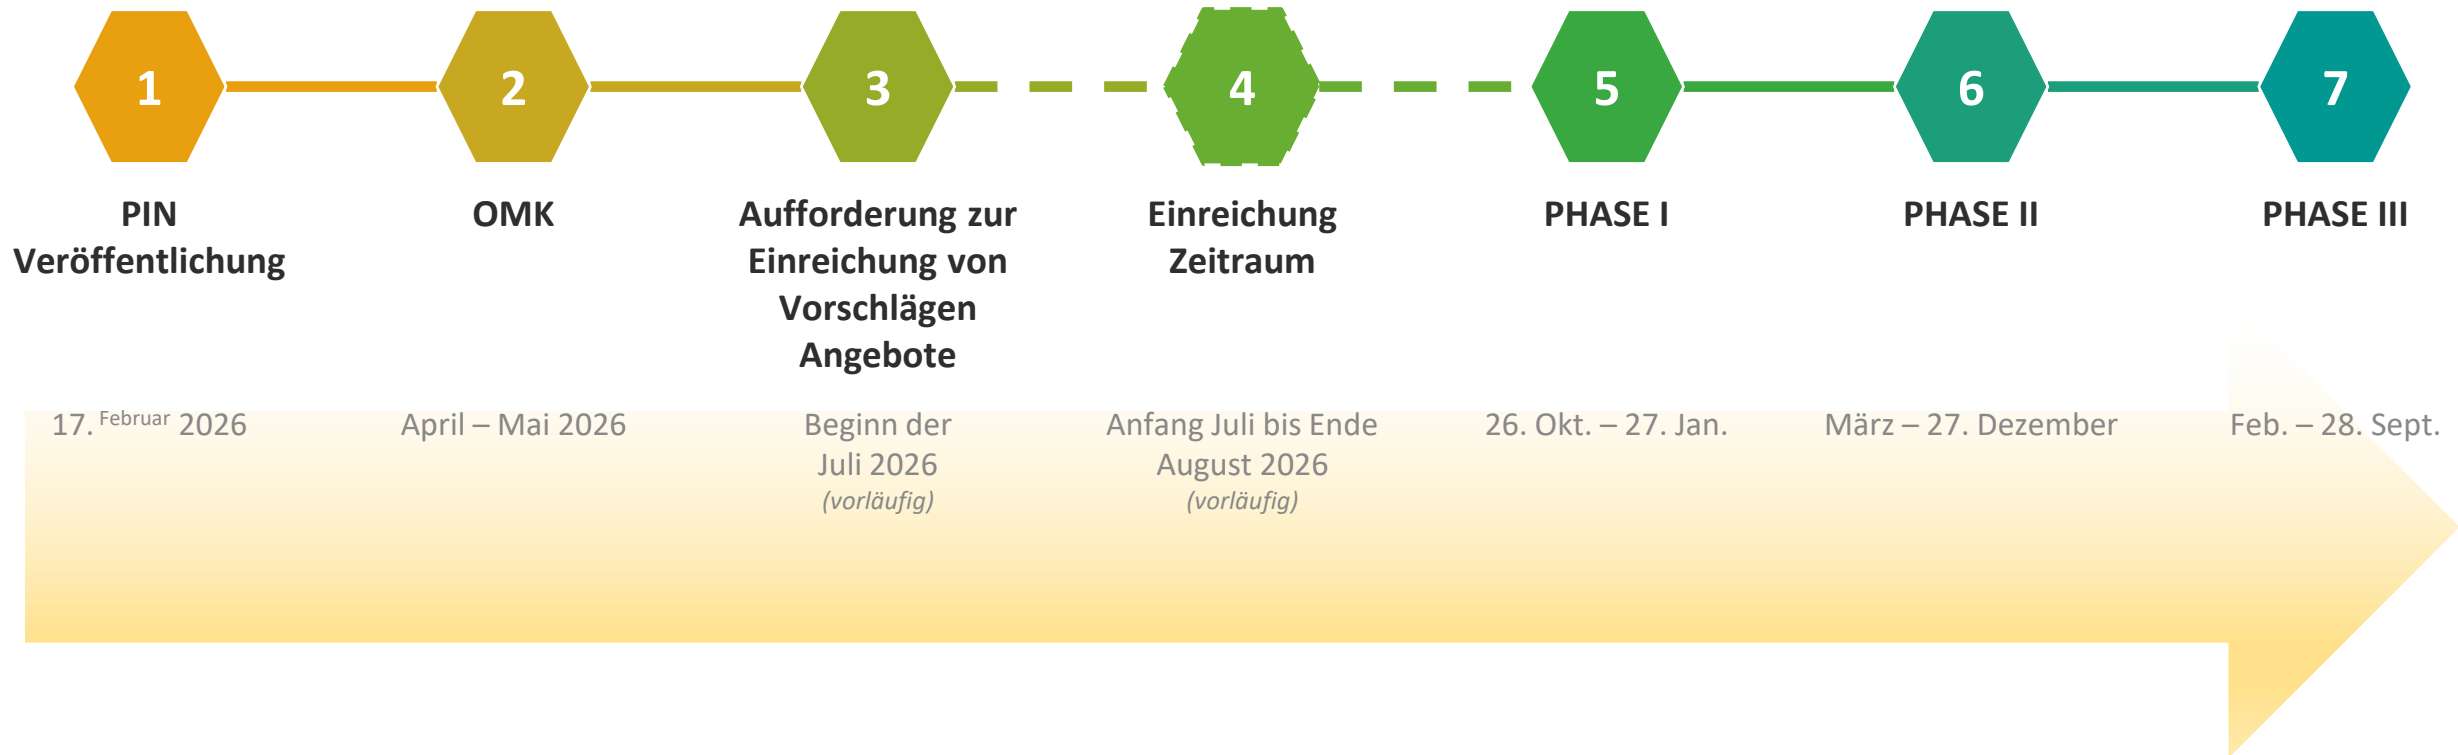 1
2
3
4
5
6
7
PIN
Veröffentlichung
OMK
Aufforderung zur
Einreichung von
Vorschlägen
Angebote
Einreichung
Zeitraum
PHASE I
PHASE II
PHASE III
17. Februar 2026
April – Mai 2026
Beginn der
Juli 2026
(vorläufig)
Anfang Juli bis Ende
August 2026
(vorläufig)
26. Okt. – 27. Jan.
März – 27. Dezember
Feb. – 28. Sept.